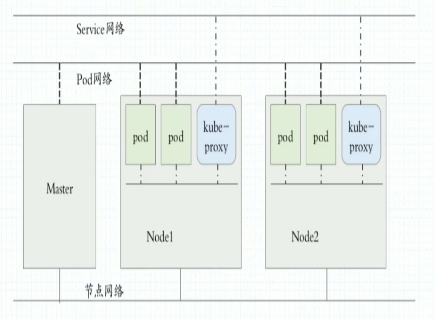 Service网络
Pod网络
pod
pod
kube-
proxy
pod
pod
kube-
proxy
Master
Node1
Node2
节点网络